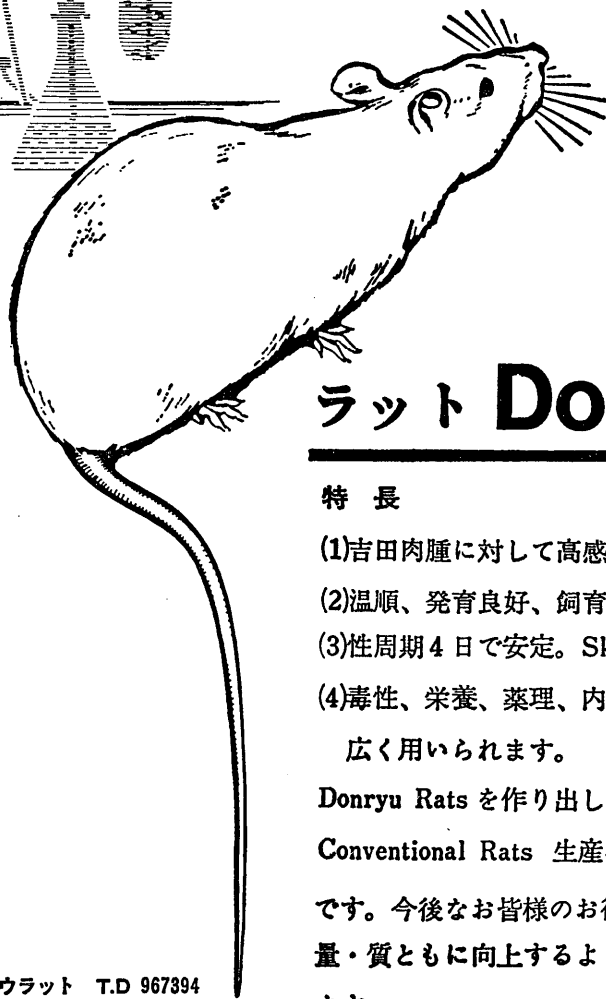 ラット Do
特 長
(1)吉田肉腫に対して高感
(2)温順、発育良好、飼育
(3)性周期4日で安定。Sp
(4)毒性、栄養、薬理、内
広く用いられます。
Donryu Rats を作り出し
Conventional Rats 生産
です。今後なお皆様のお
量・質ともに向上するよ
ウラット T.D 967394